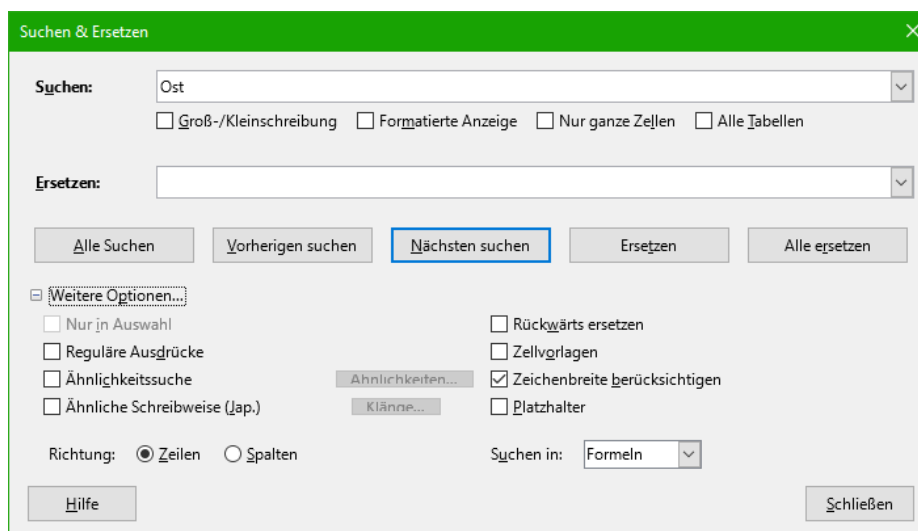 Suchen & Ersetzen
Suchen: Ost
Groß-/Kleinschreibung Formatierte Anzeige Nur ganze Zellen Alle Tabellen
Ersetzen:
Alle Suchen Vorherigen suchen Nächsten suchen Ersetzen Alle ersetzen
Weitere Optionen...
Nur in Auswahl Rückwärts ersetzen
Reguläre Ausdrücke Zellvorlagen
Ähnlichkeitssuche Ähnlichkeiten... Zeichenbreite berücksichtigen
Ähnliche Schreibweise (Jap.) Klänge... Platzhalter
Richtung: Zeilen Spalten Suchen in: Formeln
Hilfe Schließen